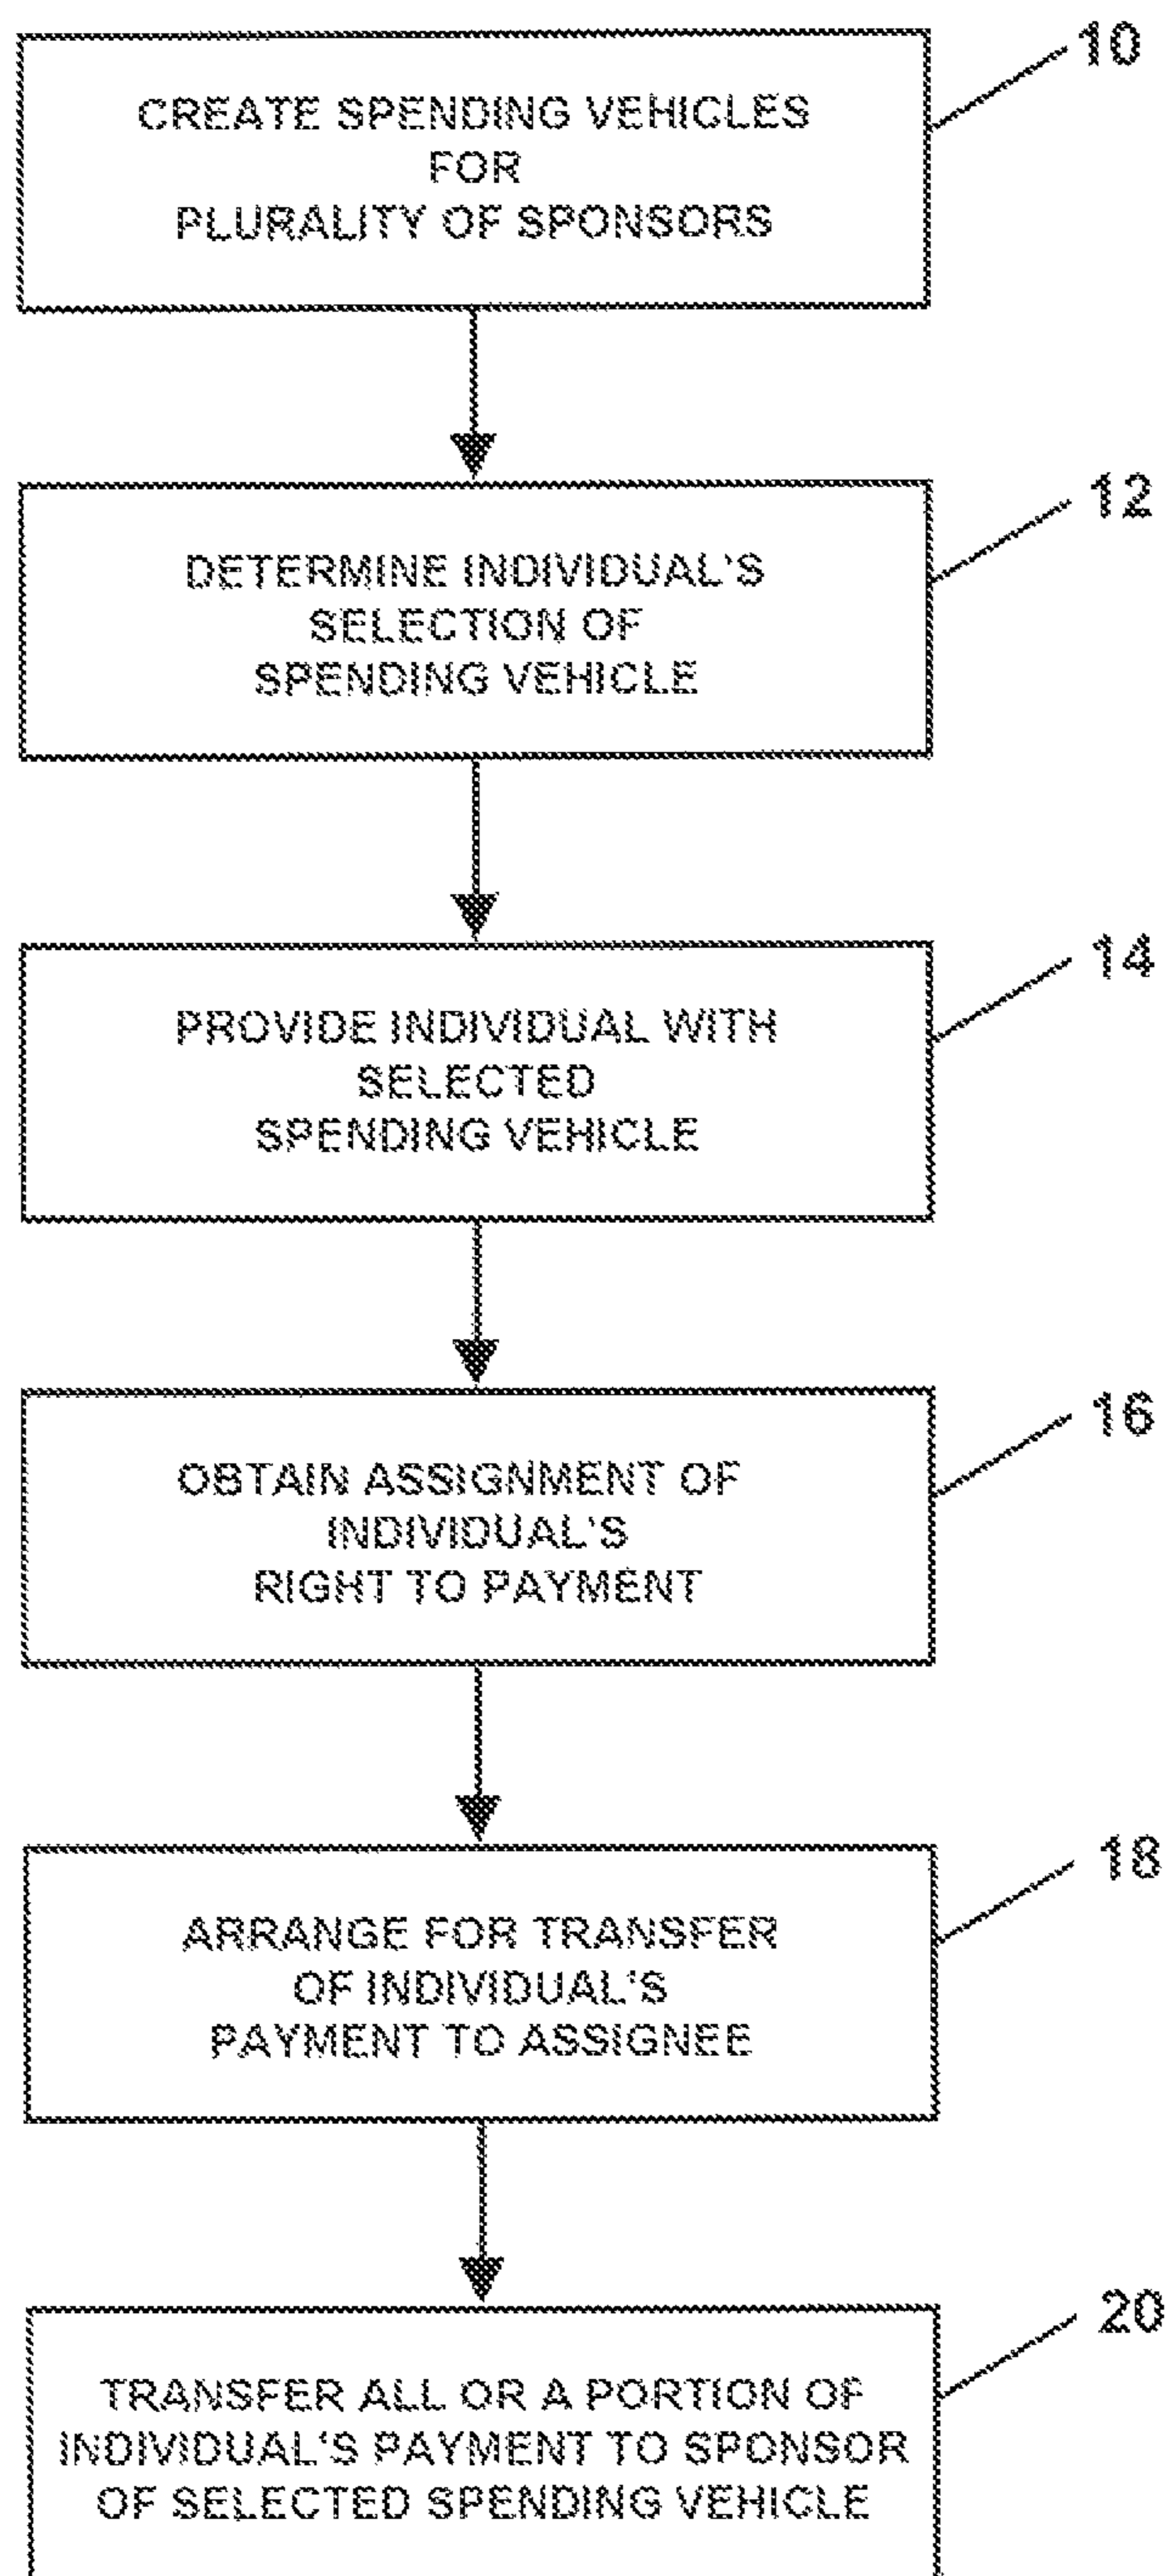 10
CREATE SPENDING VEHICLES
FOR
PLURALITY OF SPONSORS
12
DETERMINE INDIVIDUAL'S
SELECTION OF
SPENDING VEHICLE
14
PROVIDE INDIVIDUAL WITH
SELECTED
SPENDING VEHICLE
16
OBTAIN ASSIGNMENT OF
INDIVIDUAL'S
RIGHT TO PAYMENT
18
ARRANGE FOR TRANSFER
OF INDIVIDUAL'S
PAYMENT TO ASSIGNEE
20
TRANSFER ALL OR A PORTION OF
INDIVIDUAL'S PAYMENT TO SPONSOR
OF SELECTED SPENDING VEHICLE